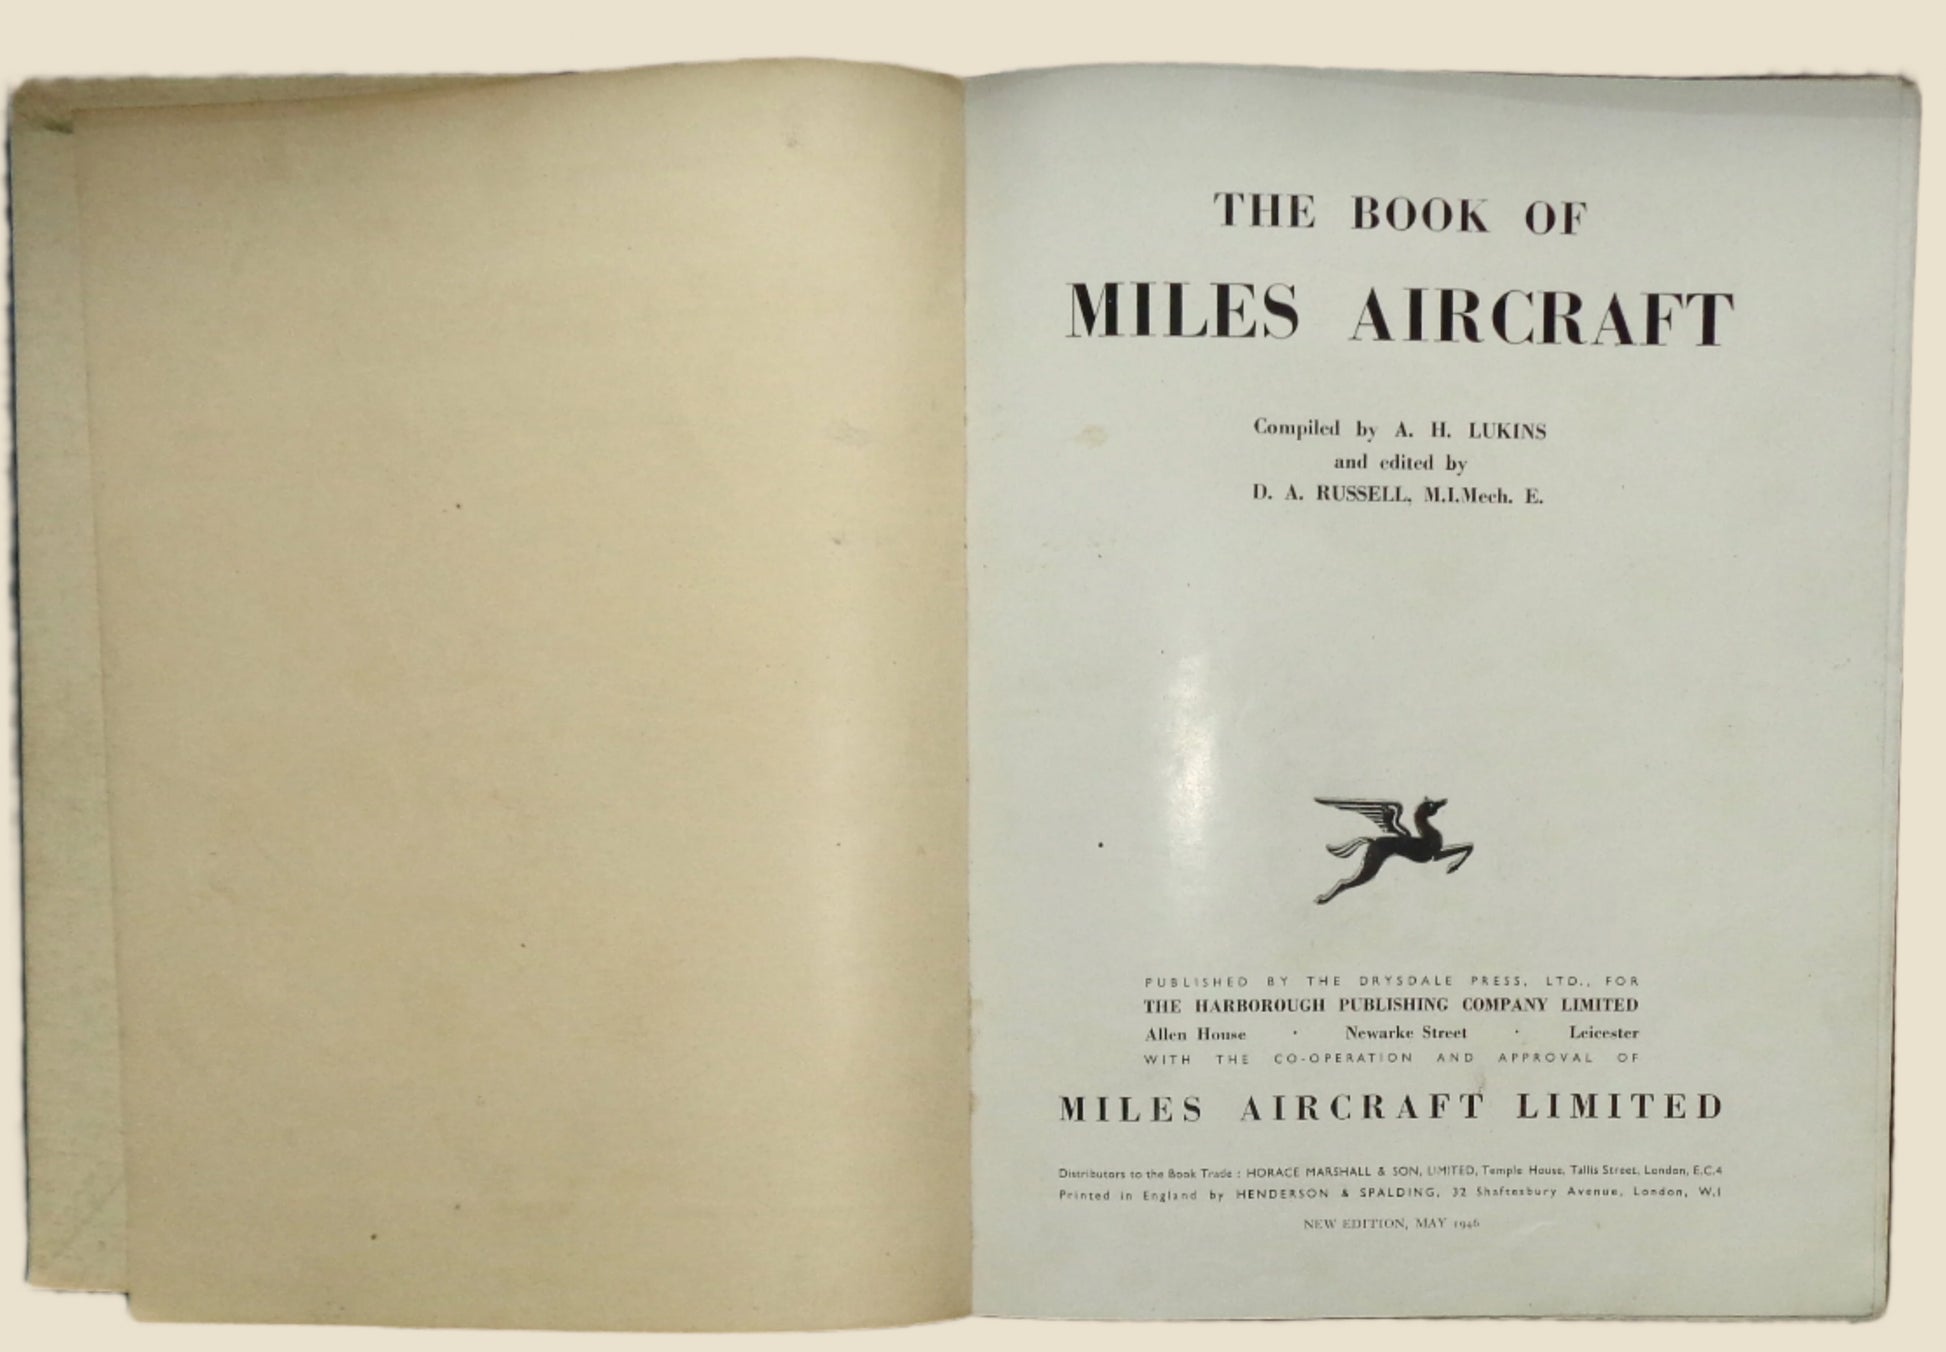 THE BOOK OF
MILES AIRCRAFT
Compiled by A. H. LUKINS
and edited by
D. A. RUSSELL, M.I.Mech. E.
PUBLISHED BY THE DRYSDALE PRESS, LTD., FOR
THE HARBOROUGH PUBLISHING COMPANY LIMITED
Allen House · Newarke Street · Leicester
WITH THE CO-OPERATION AND APPROVAL OF
MILES AIRCRAFT LIMITED
Distributors to the Book Trade : HORACE MARSHALL & SON, LIMITED, Temple House, Tallis Street, London, E.C.4
Printed in England by HENDERSON & SPALDING, 32 Shaftesbury Avenue, London, W.1
NEW EDITION, MAY 1946